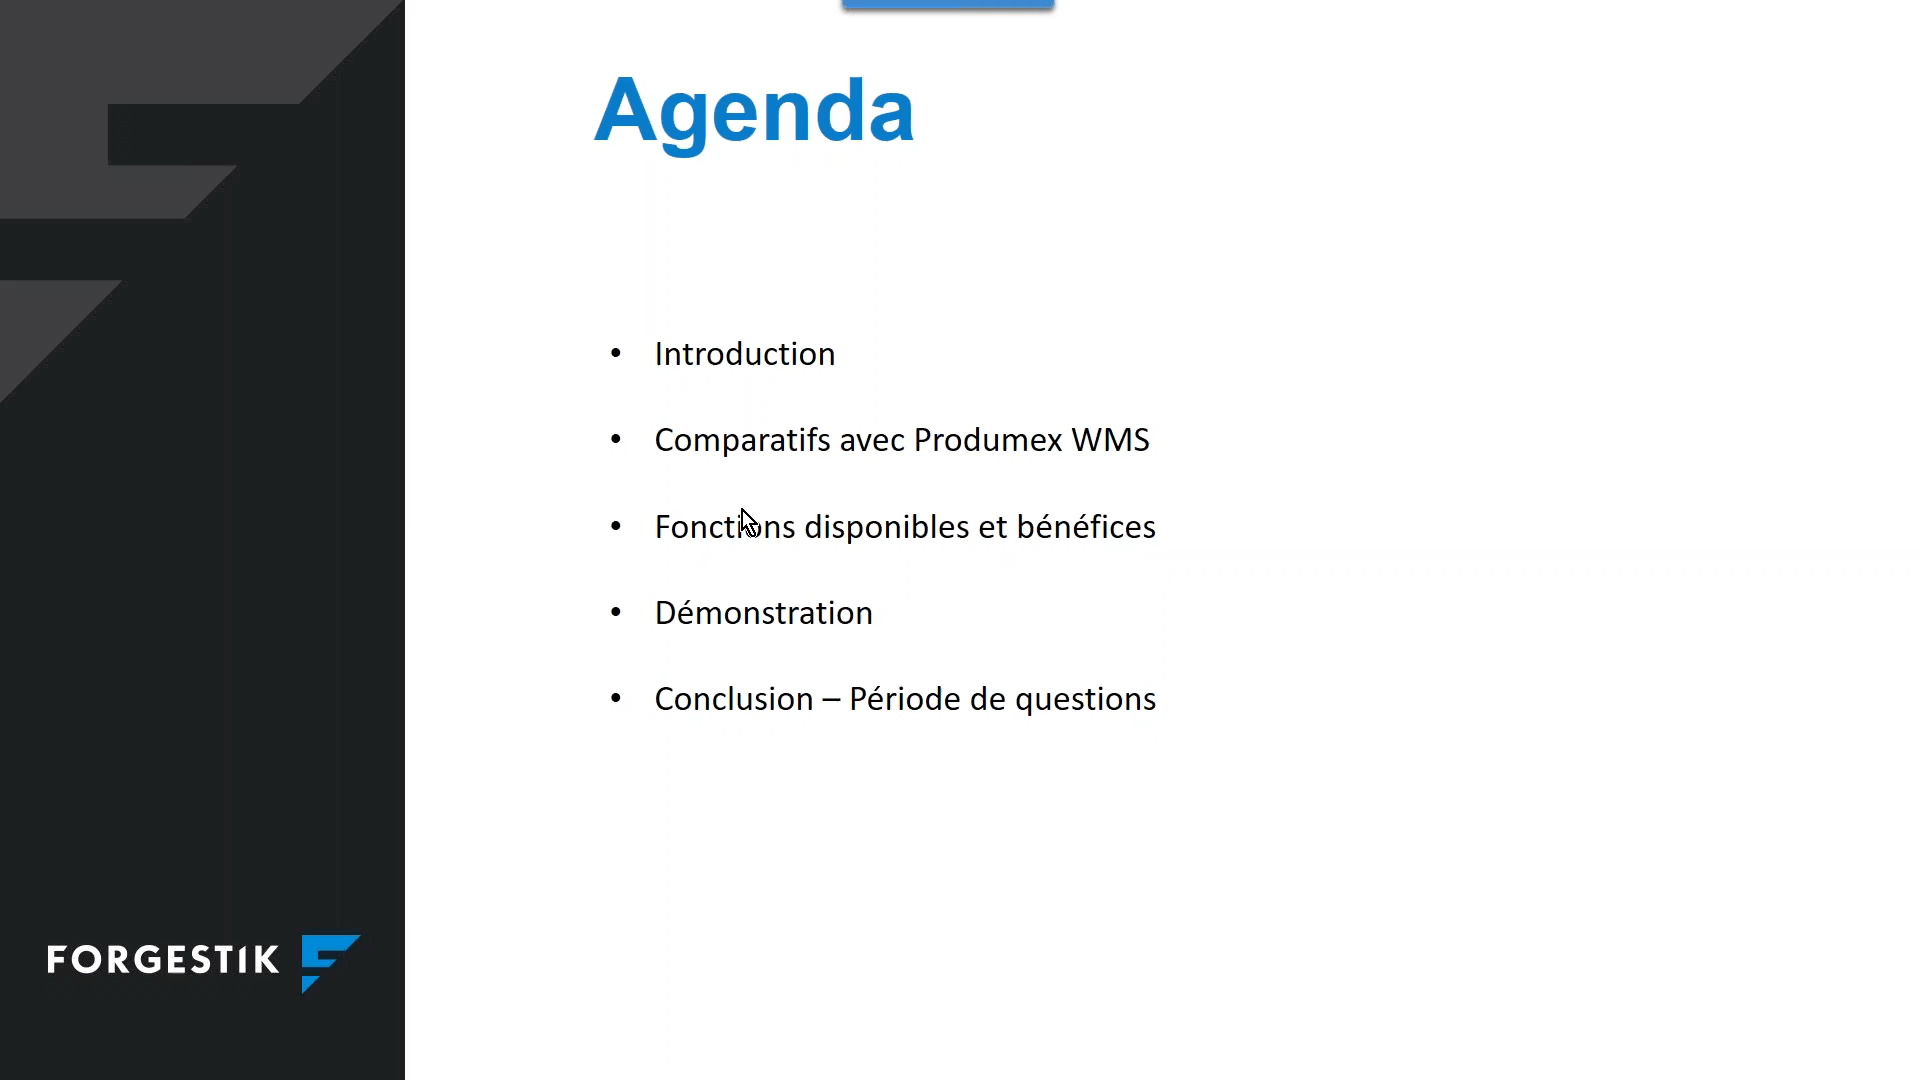 Agenda
• Introduction
• Comparatifs avec Produmex WMS
• Fonctions disponibles et bénéfices
• Démonstration
• Conclusion – Période de questions
FORGESTIK